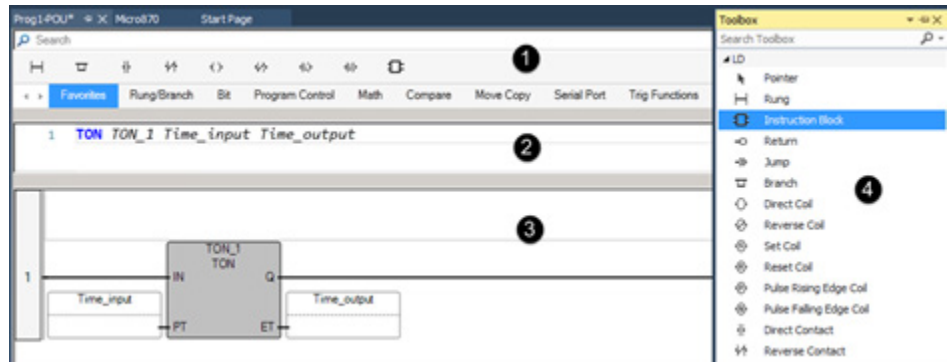 Prog1-POU* Micro870 Start Page
Search
1
Favorites Rung/Branch Bit Program Control Math Compare Move Copy Serial Port Trig Functions
1 TON TON_1 Time_input Time_output
2
3
TON_1
TON
1
IN Q
Time_input Time_output
PT ET
Toolbox
Search Toolbox
LD
Pointer
Rung
Instruction Block
Return
Jump
Branch
4
Direct Coil
Reverse Coil
Set Coil
Reset Coil
Pulse Rising Edge Coil
Pulse Falling Edge Coil
Direct Contact
Reverse Contact